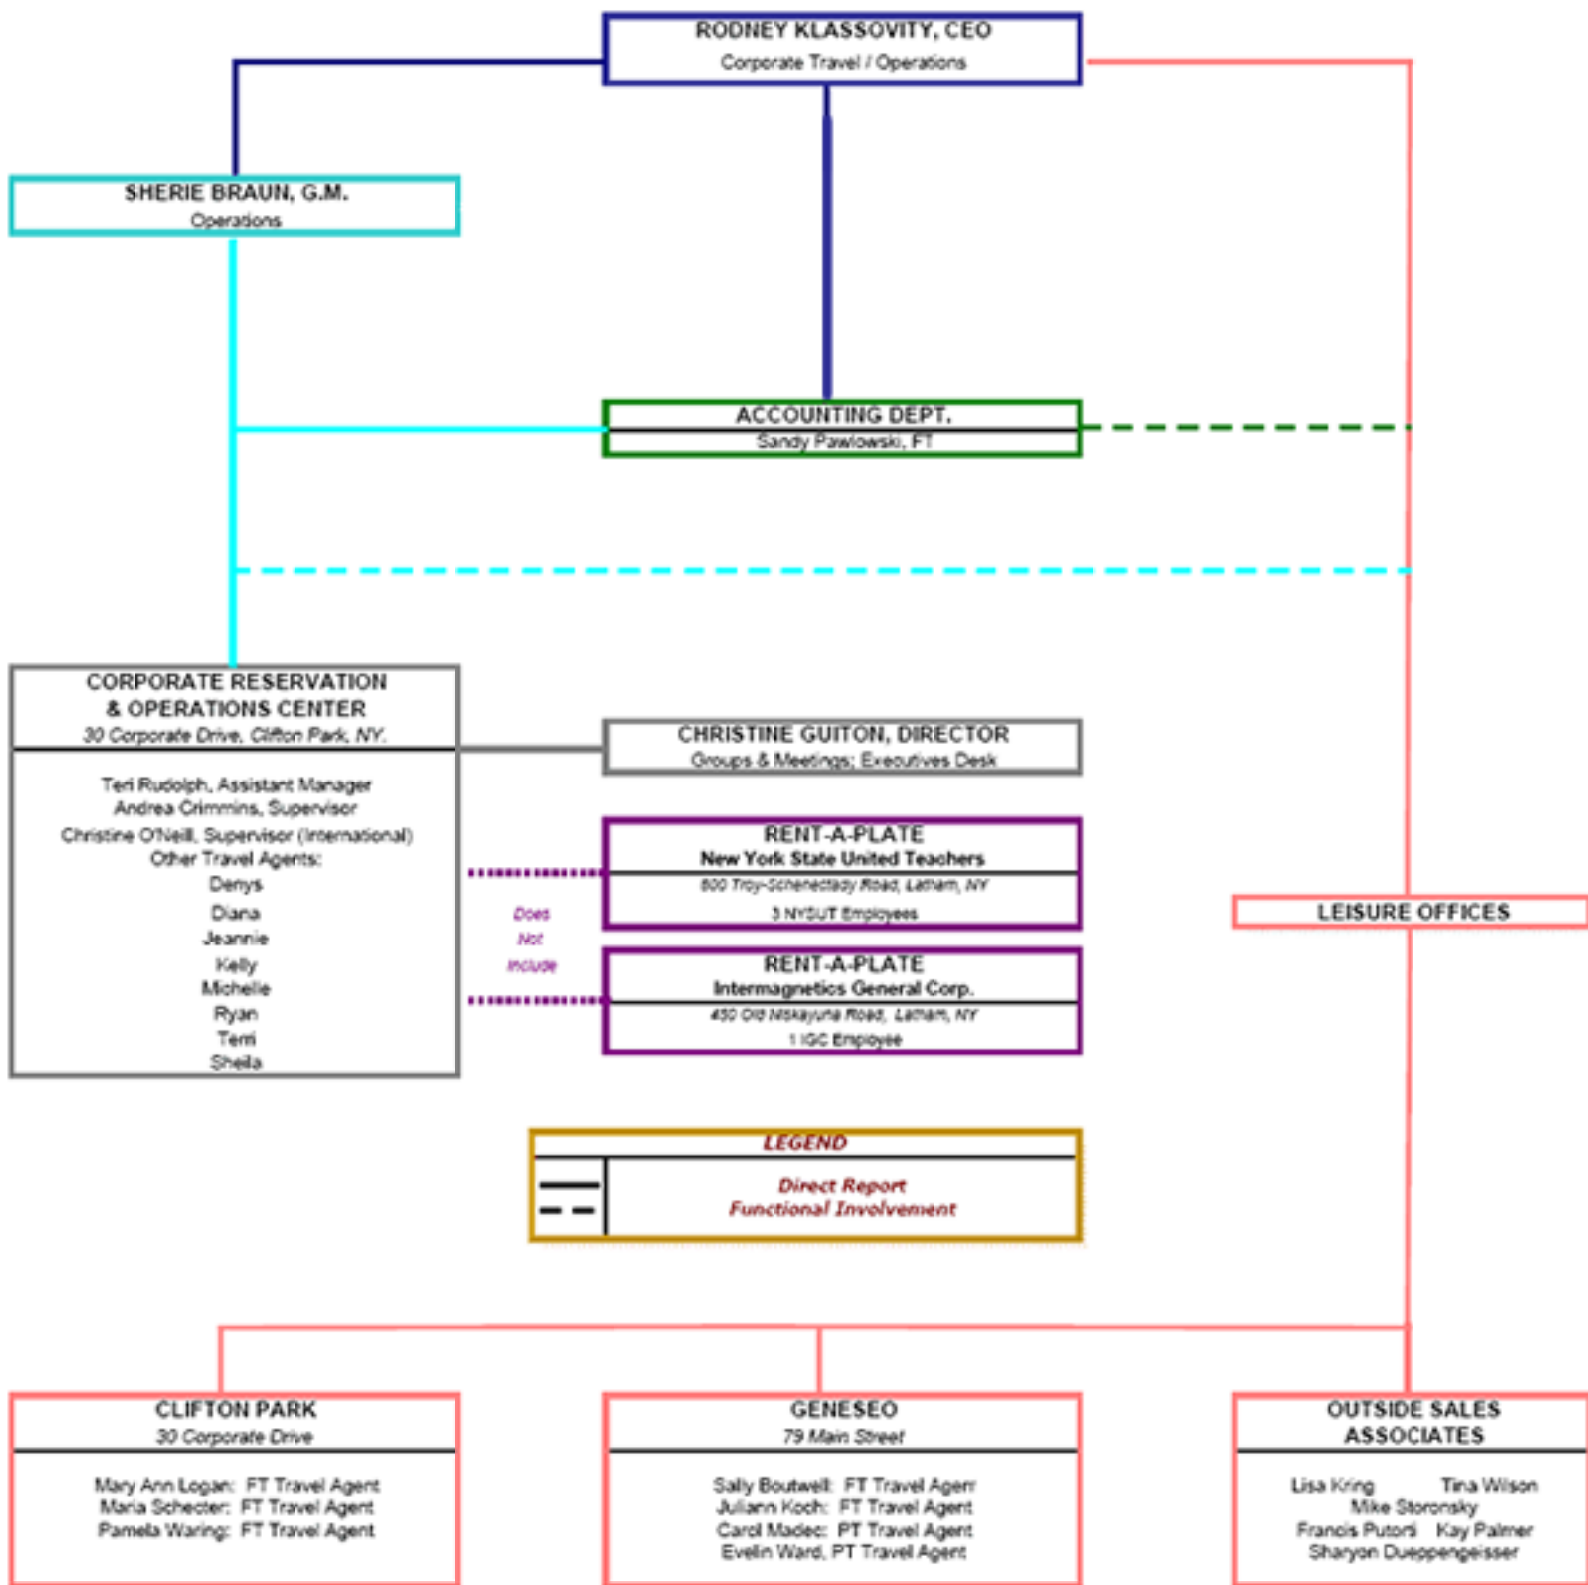 RODNEY KLASSOVITY, CEO
Corporate Travel / Operations
SHERIE BRAUN, G.M.
Operations
ACCOUNTING DEPT.
Sandy Pawlowski, FT
CORPORATE RESERVATION
& OPERATIONS CENTER
30 Corporate Drive, Clifton Park, NY.
Teri Rudolph, Assistant Manager
Andrea Crimmins, Supervisor
Christine O'Neill, Supervisor (International)
Other Travel Agents:
Denys
Diana
Jeannie
Kelly
Michelle
Ryan
Terri
Sheila
CHRISTINE GUITON, DIRECTOR
Groups & Meetings; Executives Desk
Does
Not
Include
RENT-A-PLATE
New York State United Teachers
800 Troy-Schenectady Road, Latham, NY
3 NYSUT Employees
RENT-A-PLATE
Intermagnetics General Corp.
450 Old Niskayuna Road, Latham, NY
1 IGC Employee
LEISURE OFFICES
LEGEND
Direct Report
Functional Involvement
CLIFTON PARK
30 Corporate Drive
Mary Ann Logan: FT Travel Agent
Maria Schecter: FT Travel Agent
Pamela Waring: FT Travel Agent
GENESEO
79 Main Street
Sally Boutwell: FT Travel Agent
Juliann Koch: FT Travel Agent
Carol Madec: PT Travel Agent
Evelin Ward, PT Travel Agent
OUTSIDE SALES
ASSOCIATES
Lisa Kring Tina Wilson
Mike Storonsky
Francis Putorti Kay Palmer
Sharyon Dueppengeisser